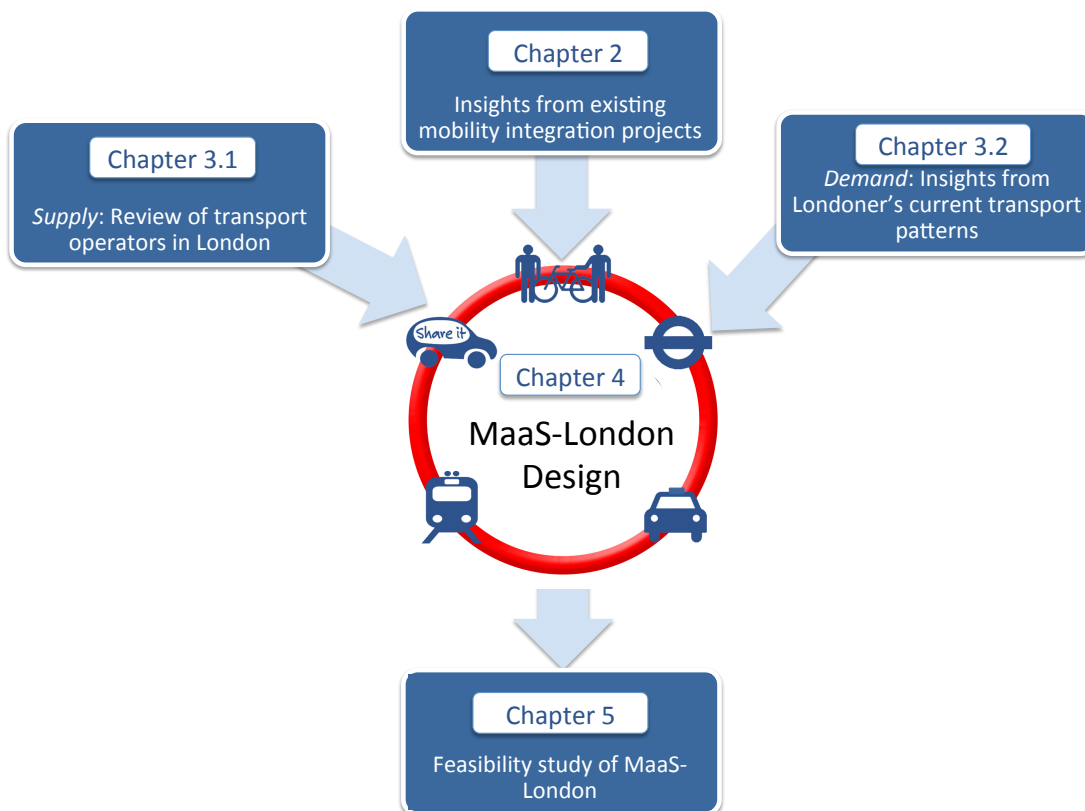 Chapter 2
Insights from existing
mobility integration projects
Chapter 3.1
Supply: Review of transport
operators in London
Chapter 3.2
Demand: Insights from
Londoner's current transport
patterns
Share it
Chapter 4
MaaS-London
Design
Chapter 5
Feasibility study of MaaS-
London